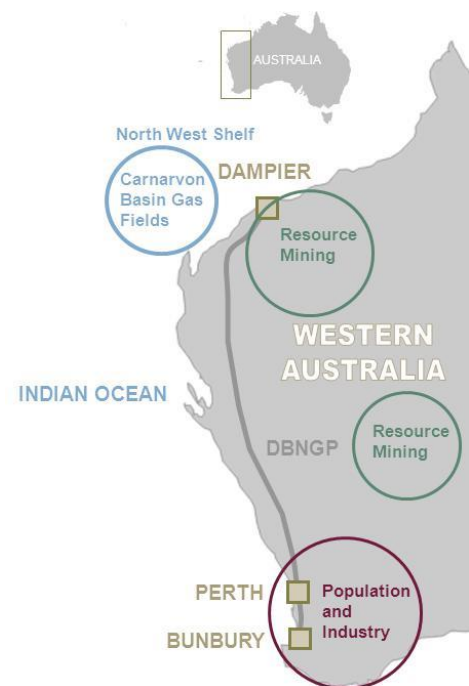 AUSTRALIA
North West Shelf
Carnarvon
Basin Gas
Fields
DAMPIER
Resource
Mining
WESTERN
AUSTRALIA
INDIAN OCEAN
Resource
Mining
DBNGP
PERTH
Population
and
Industry
BUNBURY